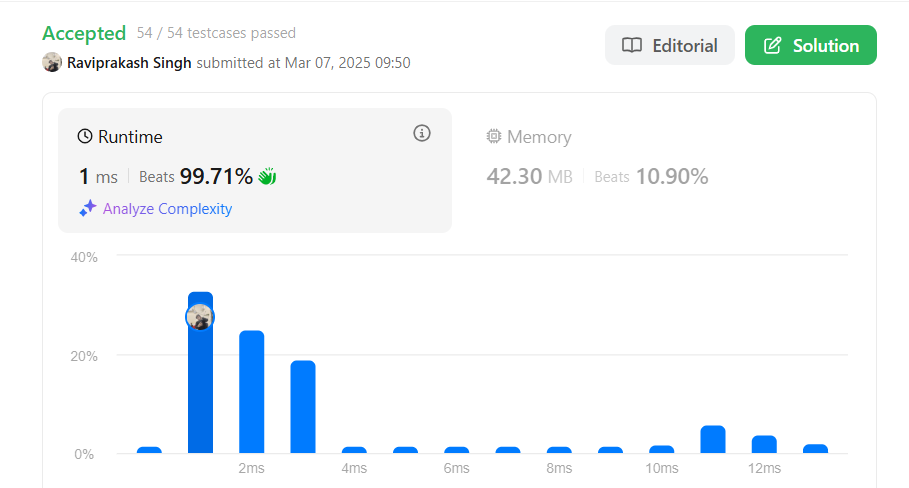 Accepted 54 / 54 testcases passed
Raviprakash Singh submitted at Mar 07, 2025 09:50
Editorial
Solution
Runtime
1 ms Beats 99.71%
Analyze Complexity
Memory
42.30 MB Beats 10.90%
40%
20%
0%
2ms 4ms 6ms 8ms 10ms 12ms